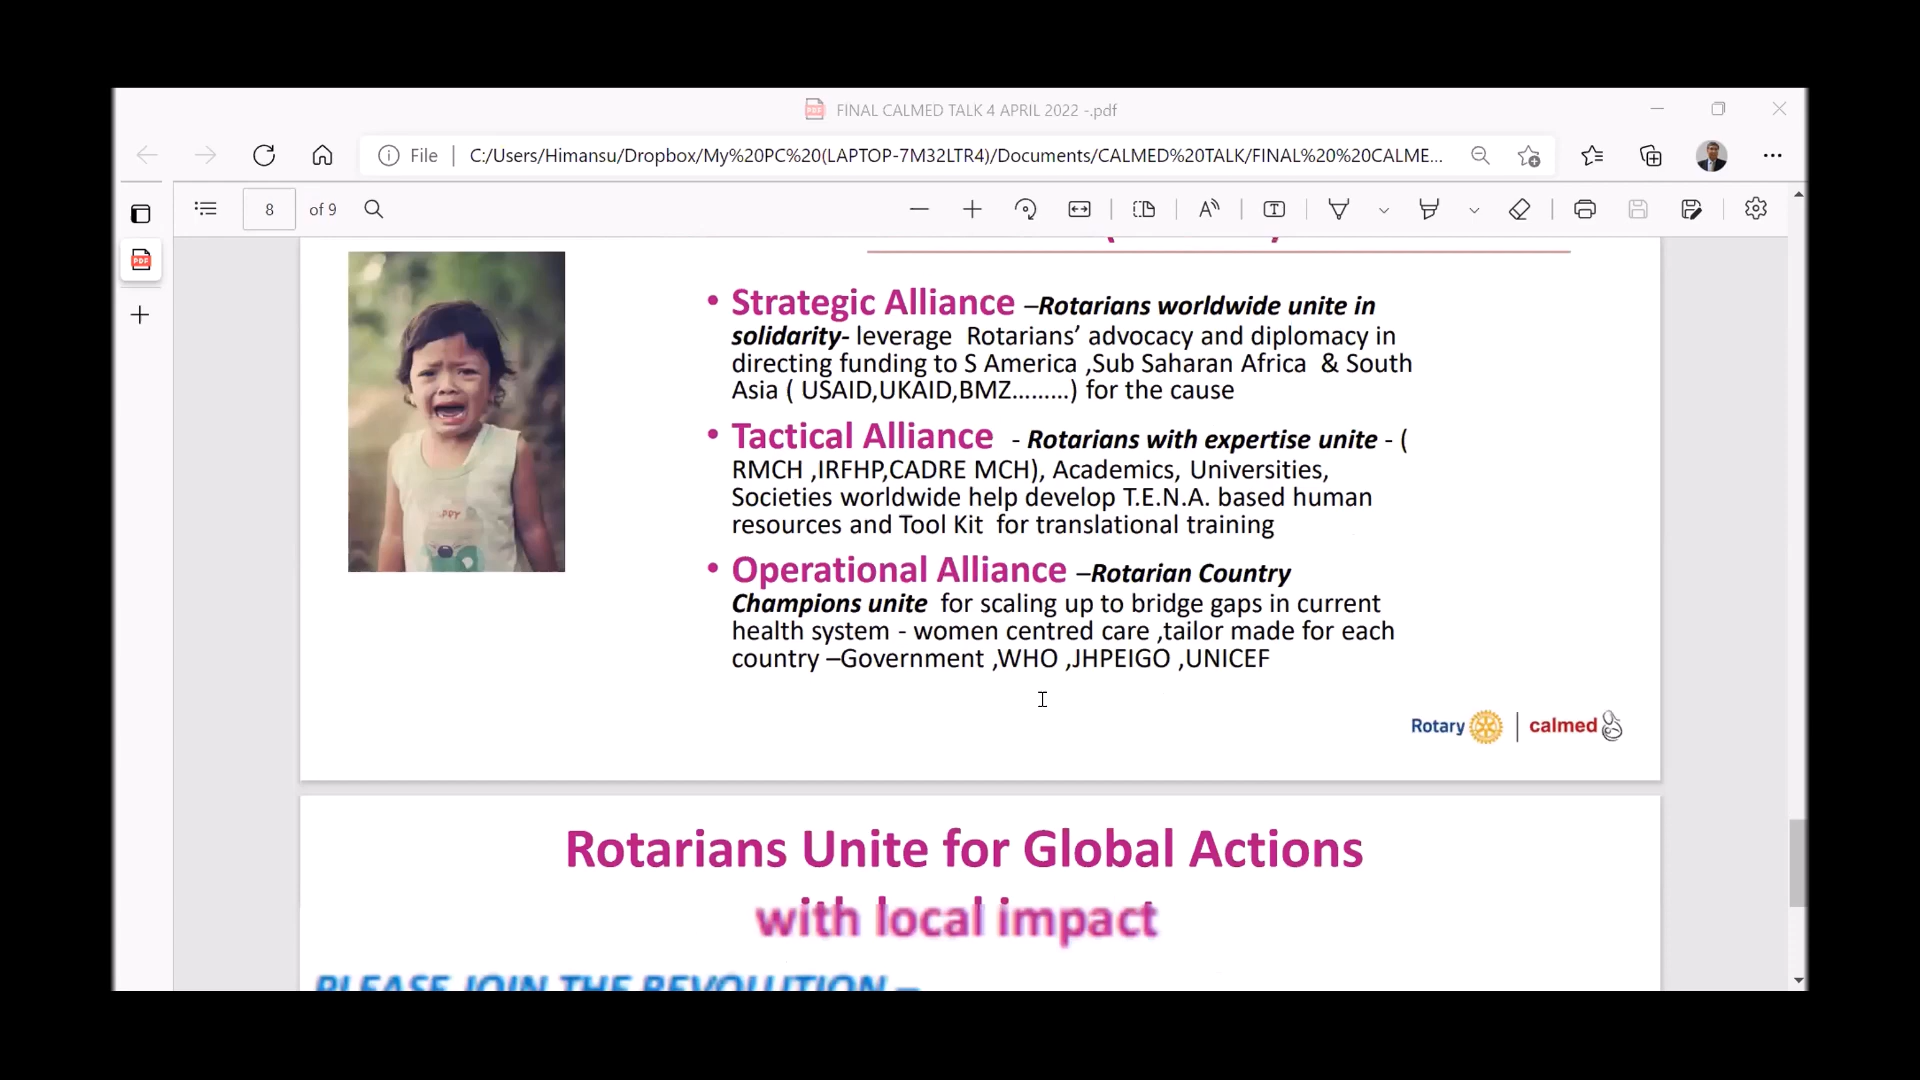 FINAL CALMED TALK 4 APRIL 2022 -.pdf
File | C:/Users/Himansu/Dropbox/My%20PC%20(LAPTOP-7M32LTR4)/Documents/CALMED%20TALK/FINAL%20%20CALME...
8 of 9
• Strategic Alliance –Rotarians worldwide unite in
solidarity- leverage Rotarians’ advocacy and diplomacy in
directing funding to S America ,Sub Saharan Africa & South
Asia ( USAID,UKAID,BMZ………) for the cause
• Tactical Alliance - Rotarians with expertise unite - (
RMCH ,IRFHP,CADRE MCH), Academics, Universities,
Societies worldwide help develop T.E.N.A. based human
resources and Tool Kit for translational training
• Operational Alliance –Rotarian Country
Champions unite for scaling up to bridge gaps in current
health system - women centred care ,tailor made for each
country –Government ,WHO ,JHPEIGO ,UNICEF
Rotary | calmed
Rotarians Unite for Global Actions
with local impact
PLEASE JOIN THE REVOLUTION –